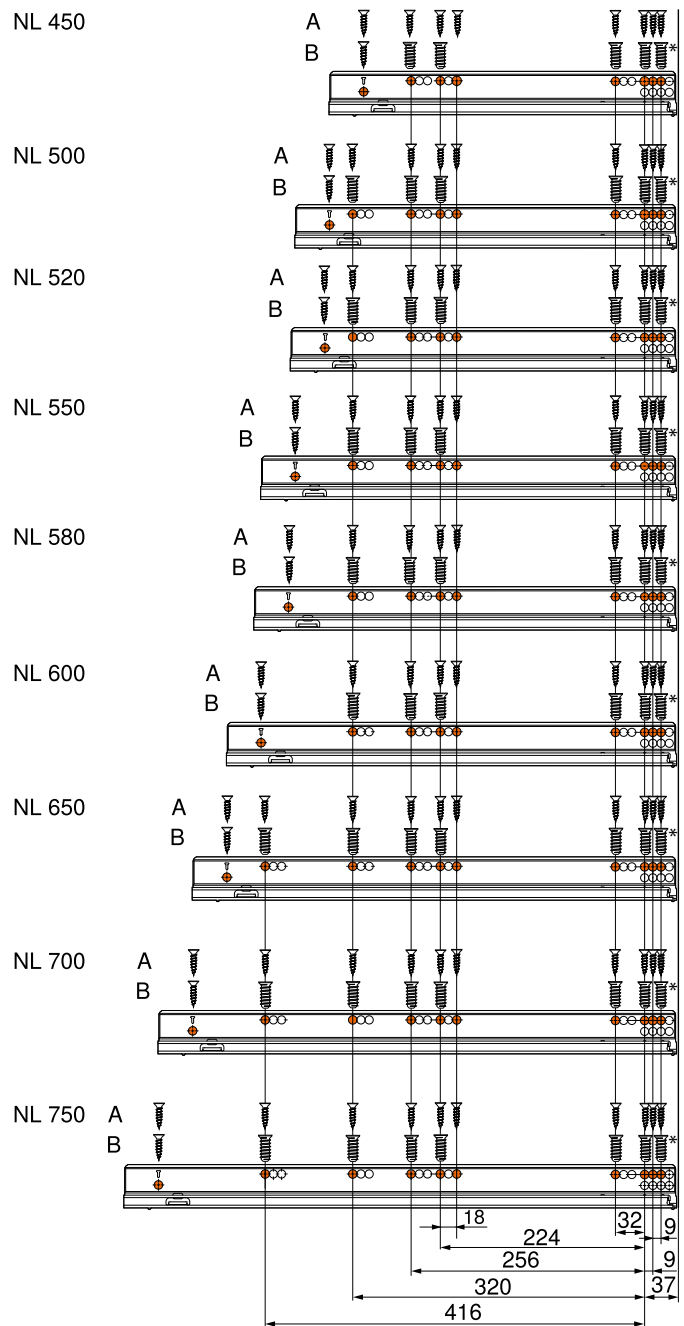 NL 450 A
B *
NL 500 A
B *
NL 520 A
B *
NL 550 A
B *
NL 580 A
B *
NL 600 A
B *
NL 650 A
B *
NL 700 A
B *
NL 750 A
B *
18 32 9
224
256 9
320 37
416